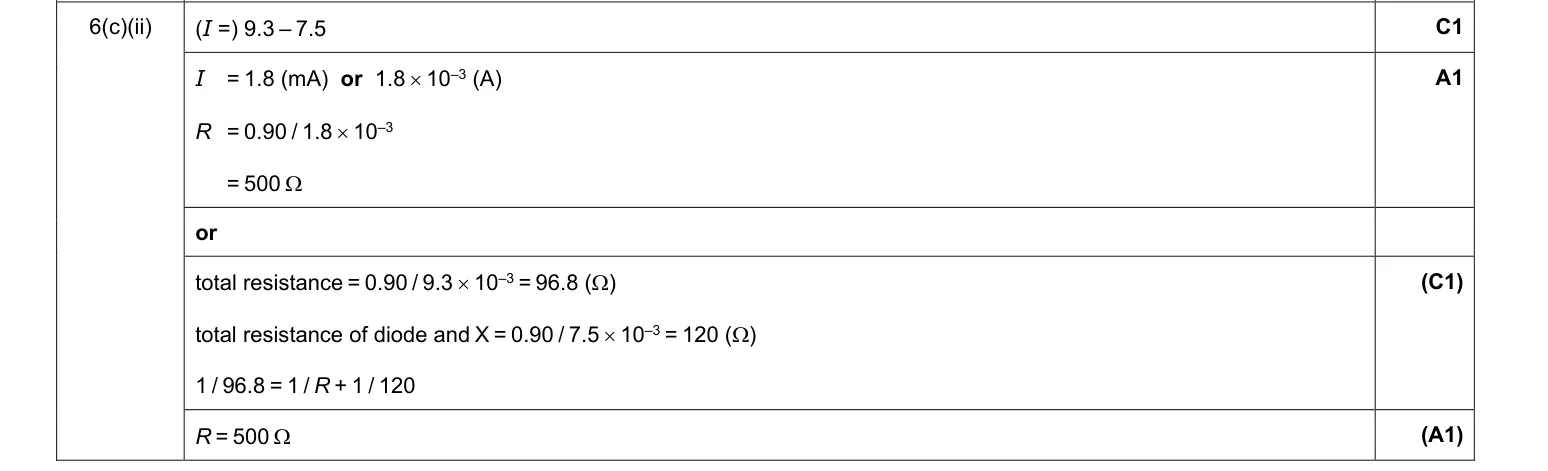 6(c)(ii) (I =) 9.3 – 7.5 C1
I = 1.8 (mA) or 1.8 × 10⁻³ (A) A1
R = 0.90 / 1.8 × 10⁻³
= 500 Ω
or
total resistance = 0.90 / 9.3 × 10⁻³ = 96.8 (Ω) (C1)
total resistance of diode and X = 0.90 / 7.5 × 10⁻³ = 120 (Ω)
1 / 96.8 = 1 / R + 1 / 120
R = 500 Ω (A1)